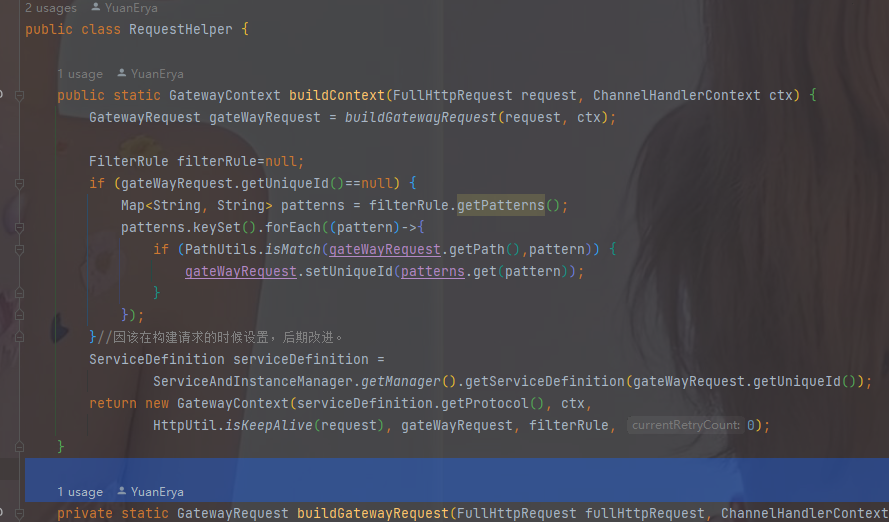 2 usages YuanErya
public class RequestHelper {
1 usage YuanErya
public static GatewayContext buildContext(FullHttpRequest request, ChannelHandlerContext ctx) {
GatewayRequest gateWayRequest = buildGatewayRequest(request, ctx);
FilterRule filterRule=null;
if (gateWayRequest.getUniqueId()==null) {
Map<String, String> patterns = filterRule.getPatterns();
patterns.keySet().forEach((pattern)->{
if (PathUtils.isMatch(gateWayRequest.getPath(),pattern)) {
gateWayRequest.setUniqueId(patterns.get(pattern));
}
});
}//因该在构建请求的时候设置，后期改进。
ServiceDefinition serviceDefinition =
ServiceAndInstanceManager.getManager().getServiceDefinition(gateWayRequest.getUniqueId());
return new GatewayContext(serviceDefinition.getProtocol(), ctx,
HttpUtil.isKeepAlive(request), gateWayRequest, filterRule, currentRetryCount: 0);
}
1 usage YuanErya
private static GatewayRequest buildGatewayRequest(FullHttpRequest fullHttpRequest, ChannelHandlerContext